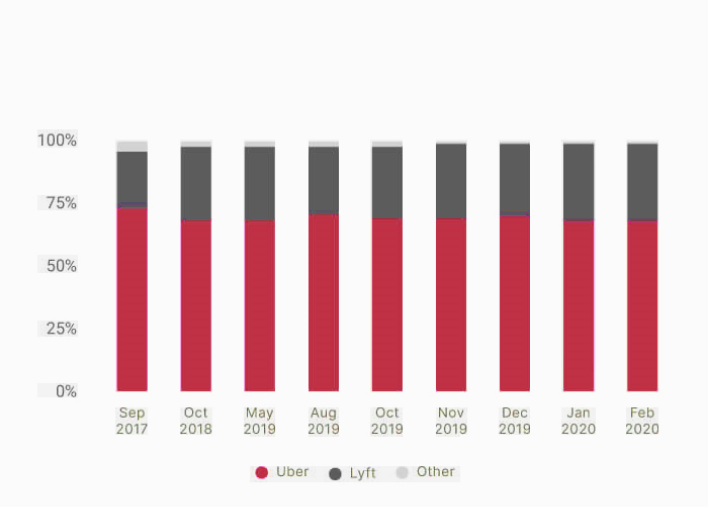 100%
75%
50%
25%
0%
Sep 2017
Oct 2018
May 2019
Aug 2019
Oct 2019
Nov 2019
Dec 2019
Jan 2020
Feb 2020
Uber Lyft Other